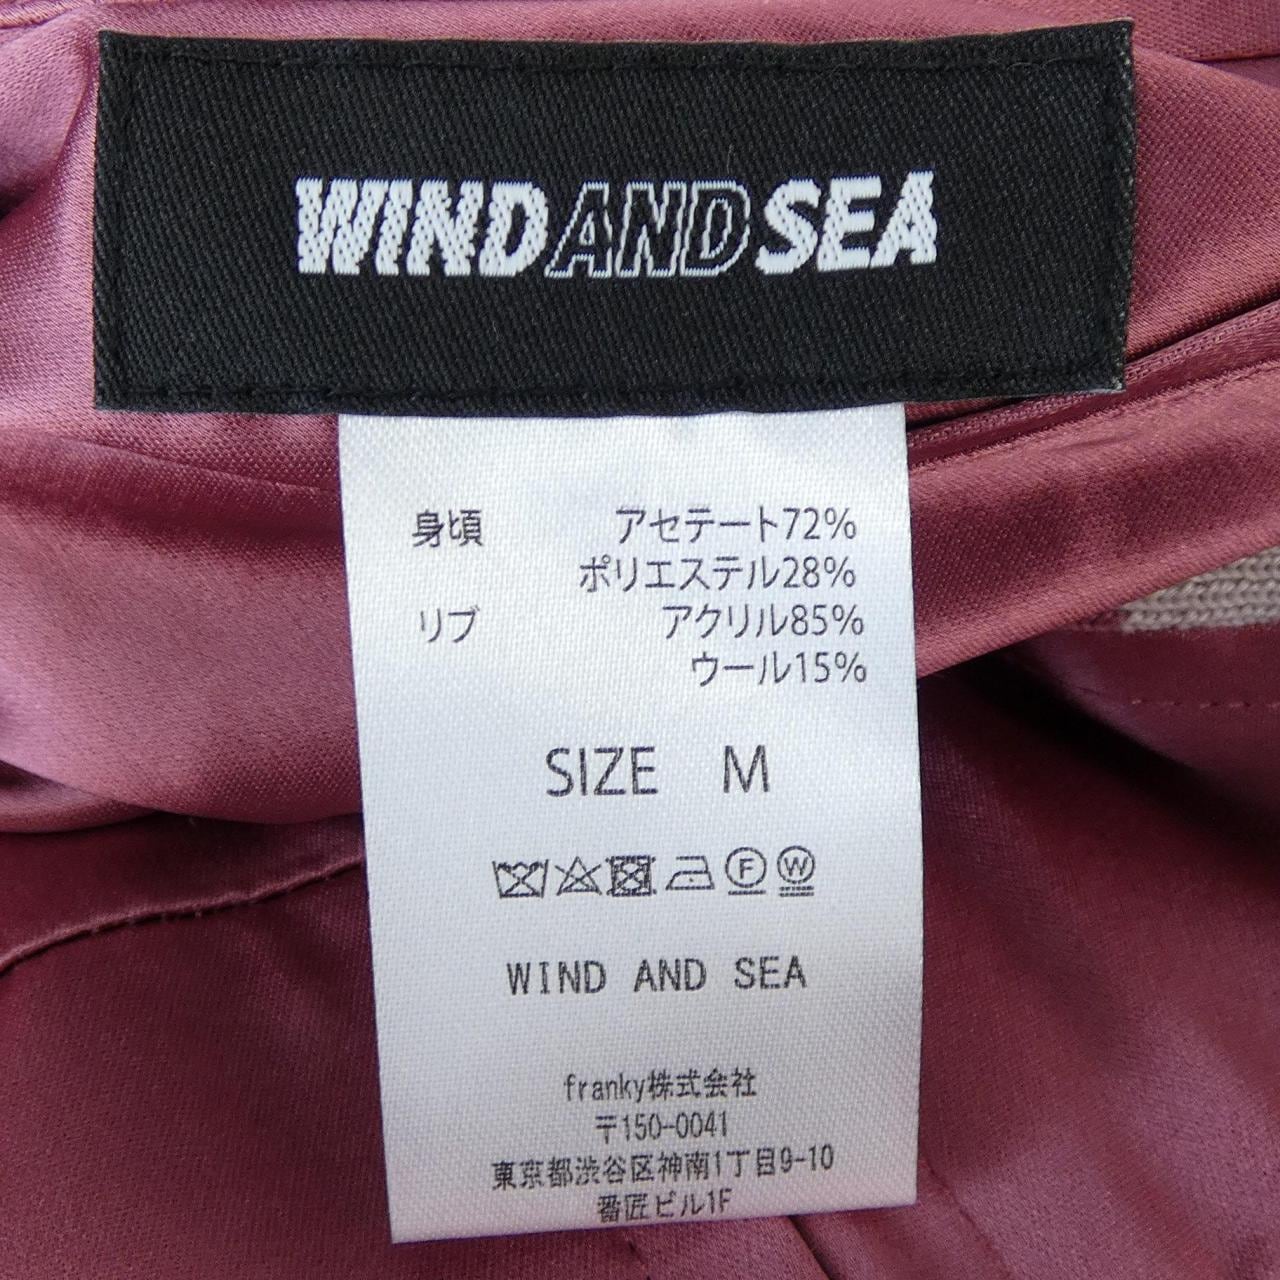 WIND AND SEA
身頃 アセテート72%
ポリエステル28%
リブ アクリル85%
ウール15%
SIZE M
F W
WIND AND SEA
franky株式会社
〒150-0041
東京都渋谷区神南1丁目9-10
番匠ビル1F